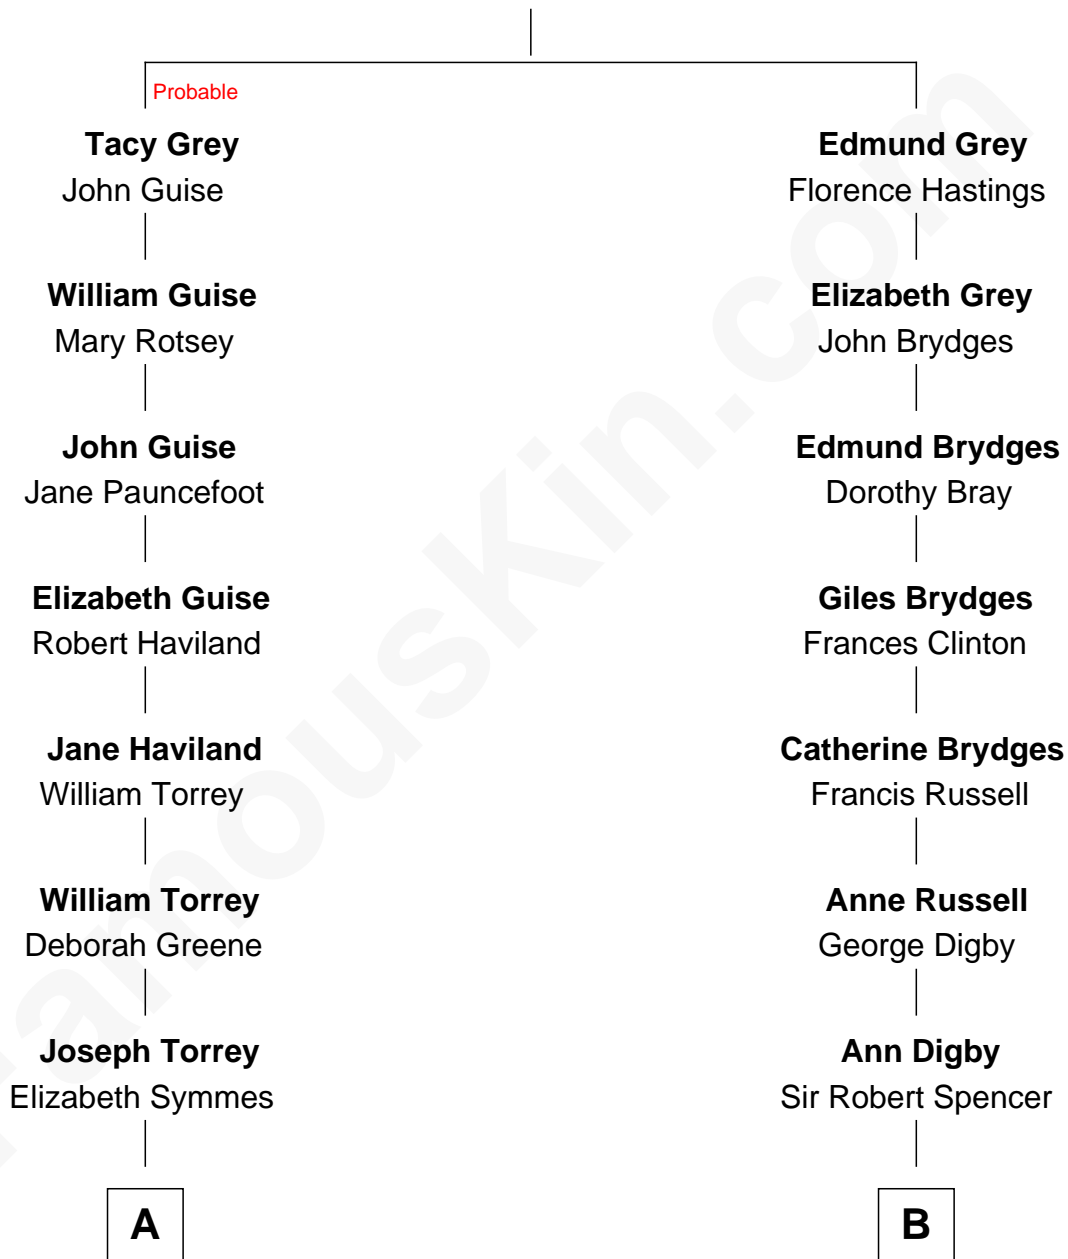 Probable
Tacy Grey
John Guise
Edmund Grey
Florence Hastings
William Guise
Mary Rotsey
Elizabeth Grey
John Brydges
John Guise
Jane Pauncefoot
Edmund Brydges
Dorothy Bray
Elizabeth Guise
Robert Haviland
Giles Brydges
Frances Clinton
Jane Haviland
William Torrey
Catherine Brydges
Francis Russell
William Torrey
Deborah Greene
Anne Russell
George Digby
Joseph Torrey
Elizabeth Symmes
Ann Digby
Sir Robert Spencer
A
B
FamousKin.com